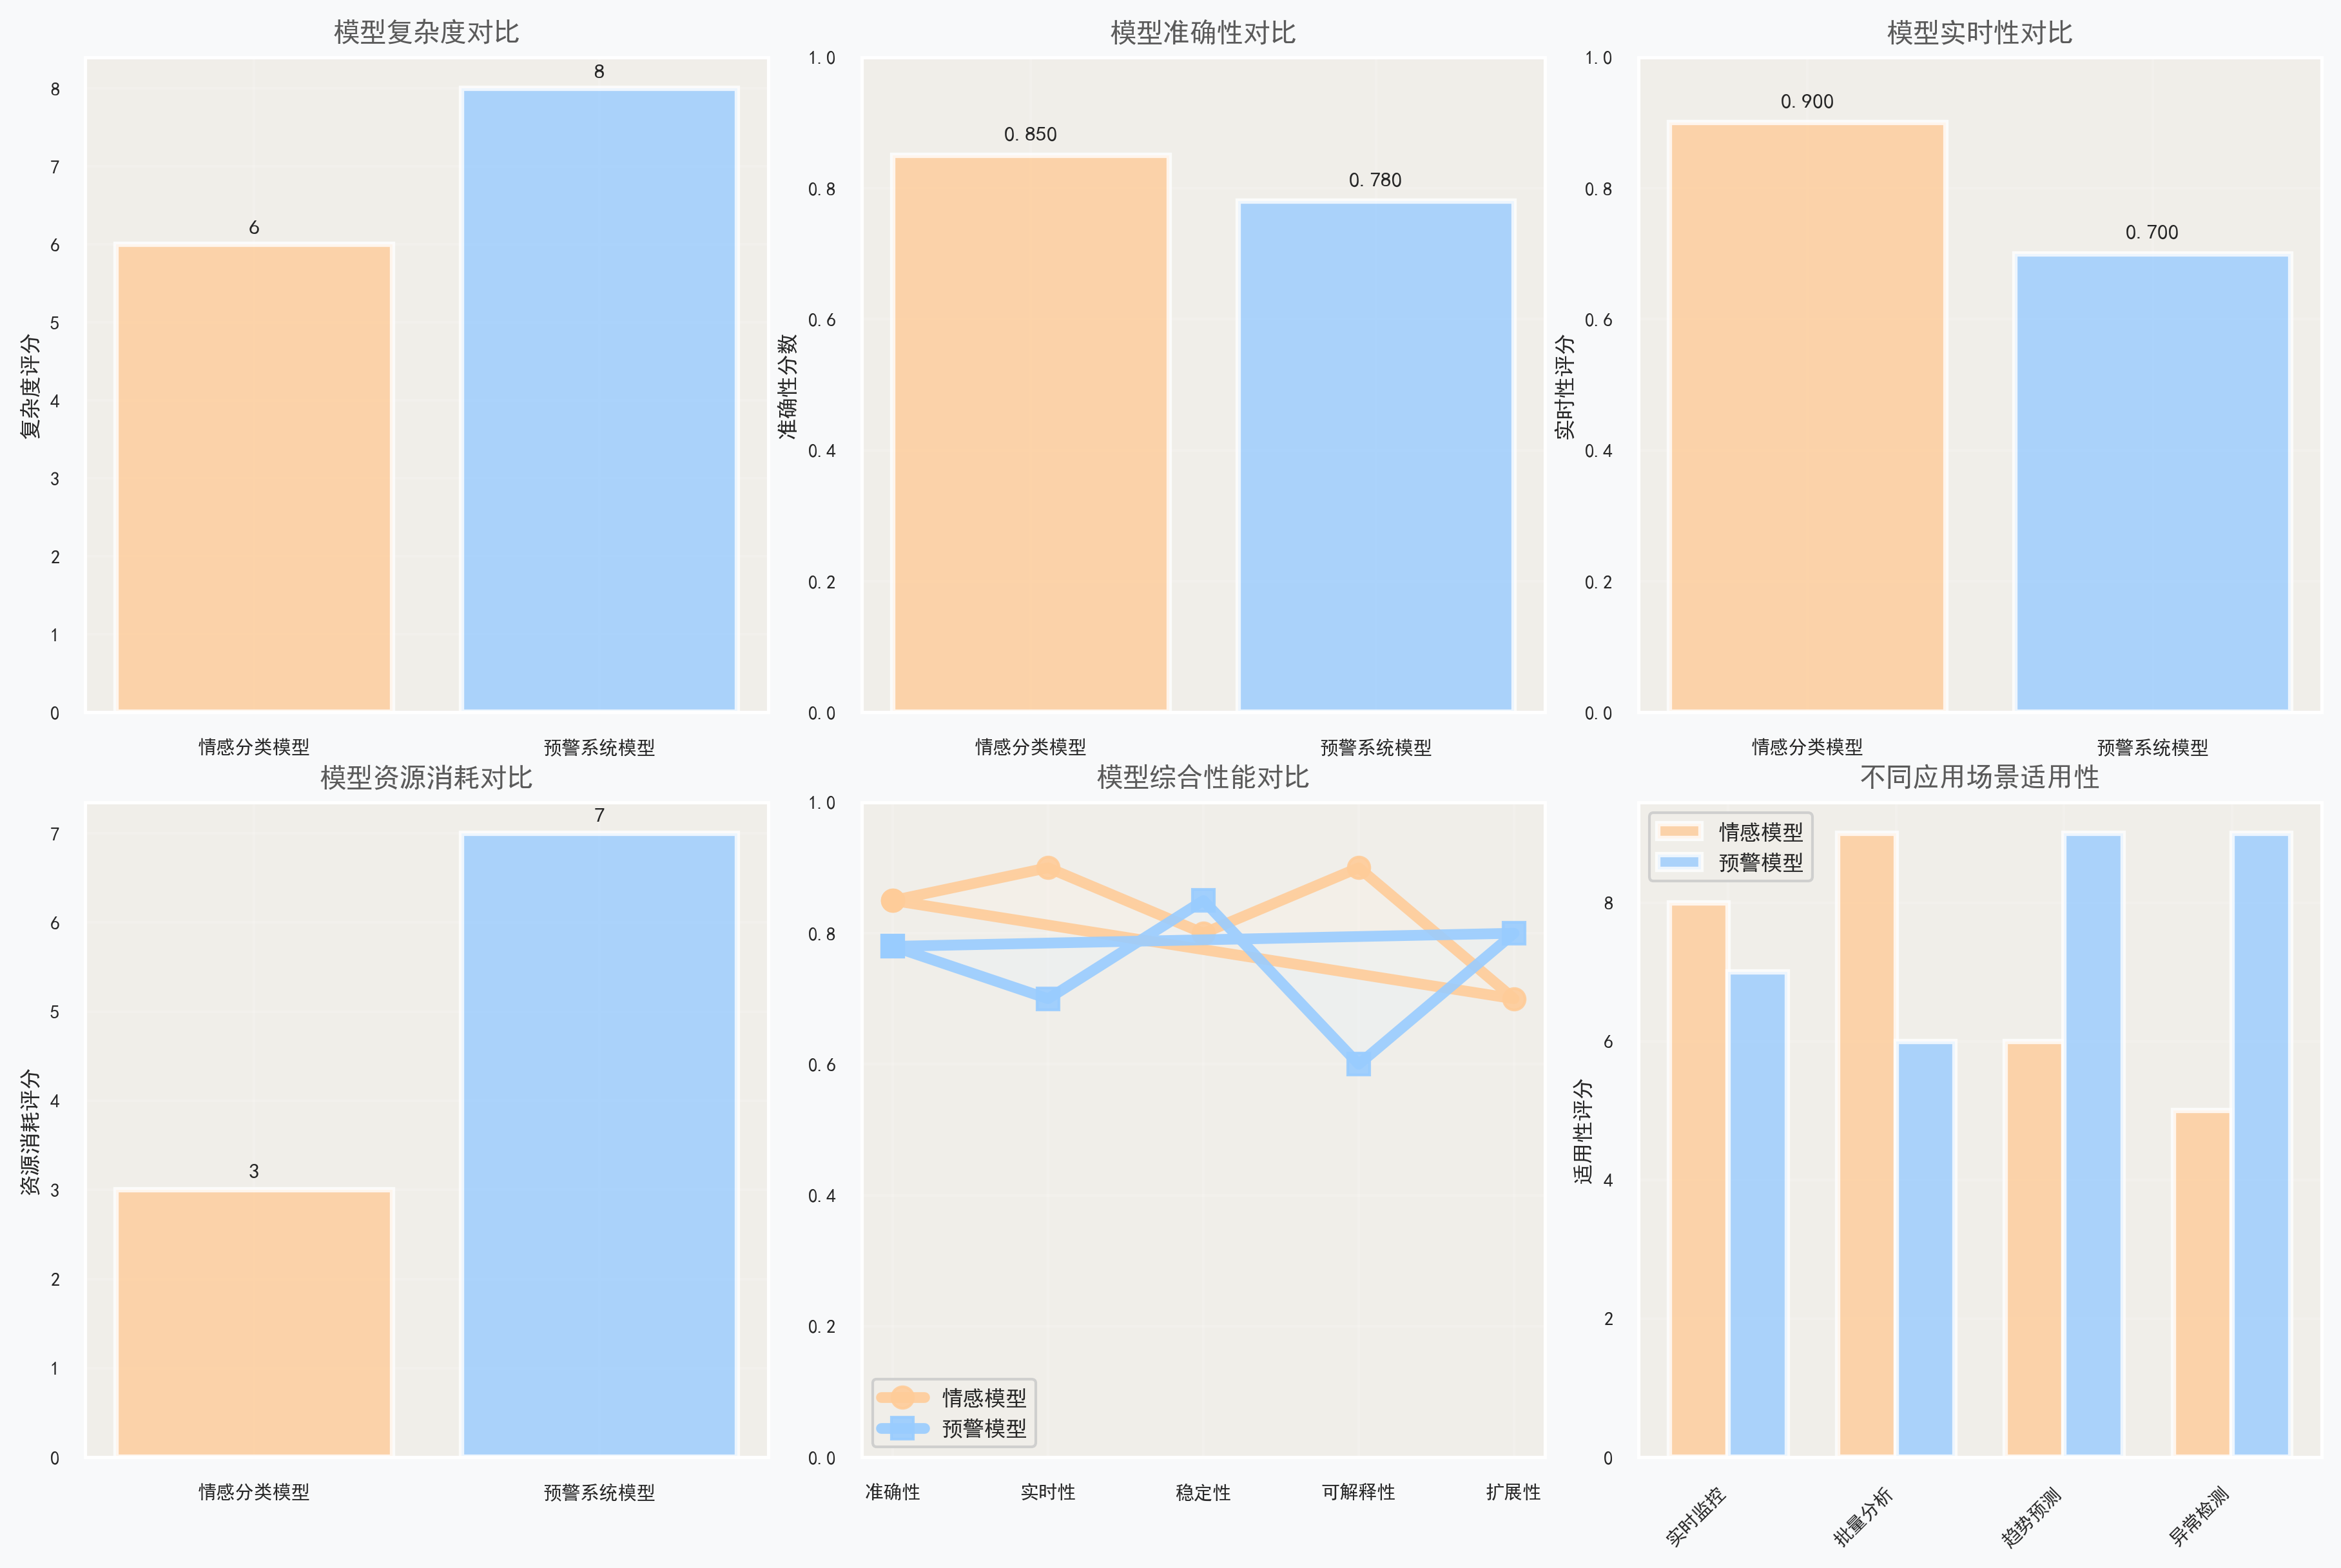 模型复杂度对比
复杂度评分
8
7
6
5
4
3
2
1
0
6
8
情感分类模型
预警系统模型
模型准确性对比
准确性分数
1.0
0.8
0.6
0.4
0.2
0.0
0.850
0.780
情感分类模型
预警系统模型
模型实时性对比
实时性评分
1.0
0.8
0.6
0.4
0.2
0.0
0.900
0.700
情感分类模型
预警系统模型
模型资源消耗对比
资源消耗评分
7
6
5
4
3
2
1
0
3
7
情感分类模型
预警系统模型
模型综合性能对比
1.0
0.8
0.6
0.4
0.2
0.0
情感模型
预警模型
准确性
实时性
稳定性
可解释性
扩展性
不同应用场景适用性
适用性评分
8
6
4
2
0
情感模型
预警模型
实时监控
批量分析
趋势预测
异常检测